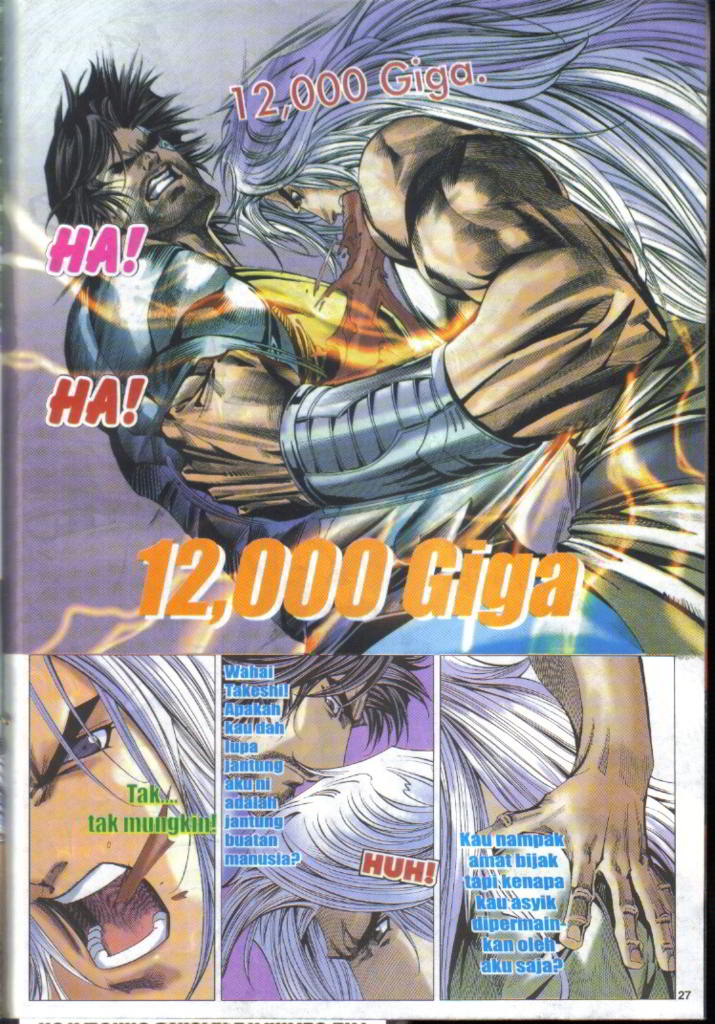 12,000 Giga.
HA!
HA!
12,000 Giga
Tak....
tak mungkin!
Wahai
Takeshi!
Apakah
kau dah
lupa
jantung
aku ni
adalah
jantung
buatan
manusia?
HUH!
Kau nampak
amat bijak
tapi kenapa
kau asyik
dipermain-
kan oleh
aku saja?
27